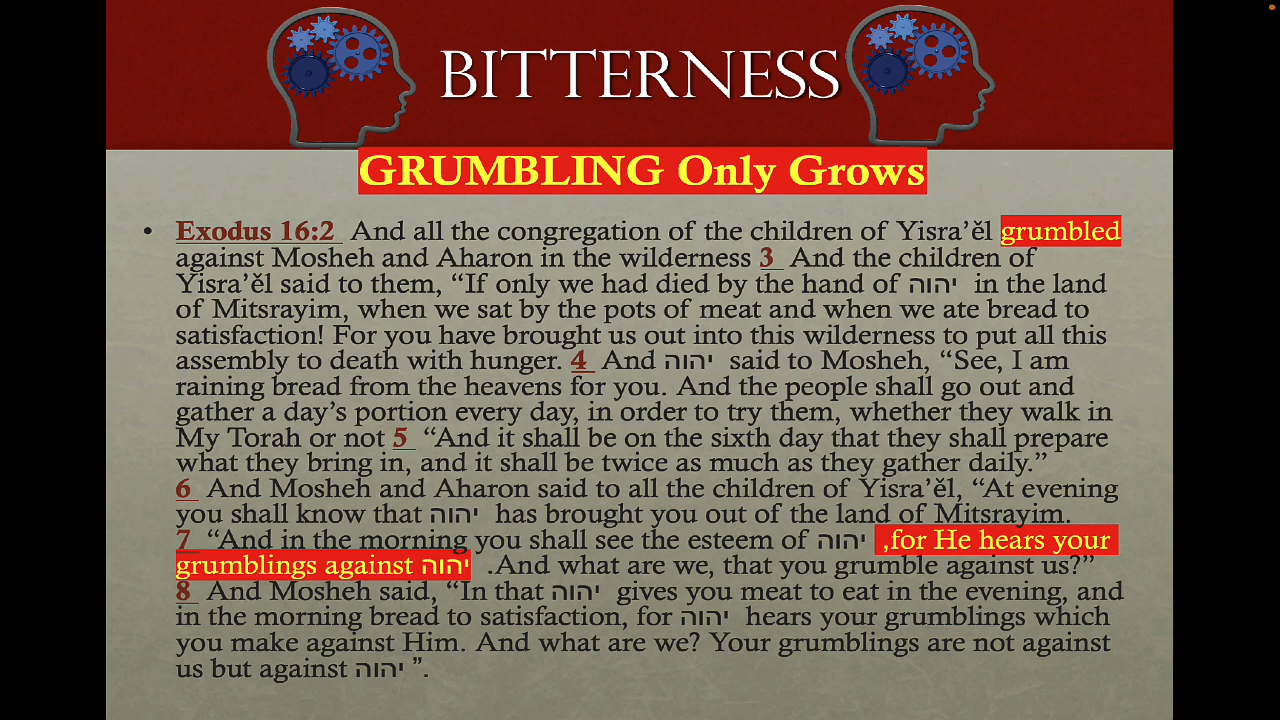 BITTERNESS
GRUMBLING Only Grows
• Exodus 16:2 And all the congregation of the children of Yisra’ĕl grumbled
against Mosheh and Aharon in the wilderness 3 And the children of
Yisra’ĕl said to them, “If only we had died by the hand of יהוה in the land
of Mitsrayim, when we sat by the pots of meat and when we ate bread to
satisfaction! For you have brought us out into this wilderness to put all this
assembly to death with hunger. 4 And יהוה said to Mosheh, “See, I am
raining bread from the heavens for you. And the people shall go out and
gather a day’s portion every day, in order to try them, whether they walk in
My Torah or not 5 “And it shall be on the sixth day that they shall prepare
what they bring in, and it shall be twice as much as they gather daily.”
6 And Mosheh and Aharon said to all the children of Yisra’ĕl, “At evening
you shall know that יהוה has brought you out of the land of Mitsrayim.
7 “And in the morning you shall see the esteem of יהוה ,for He hears your
grumblings against יהוה .And what are we, that you grumble against us?”
8 And Mosheh said, “In that יהוה gives you meat to eat in the evening, and
in the morning bread to satisfaction, for יהוה hears your grumblings which
you make against Him. And what are we? Your grumblings are not against
us but against יהוה ”.